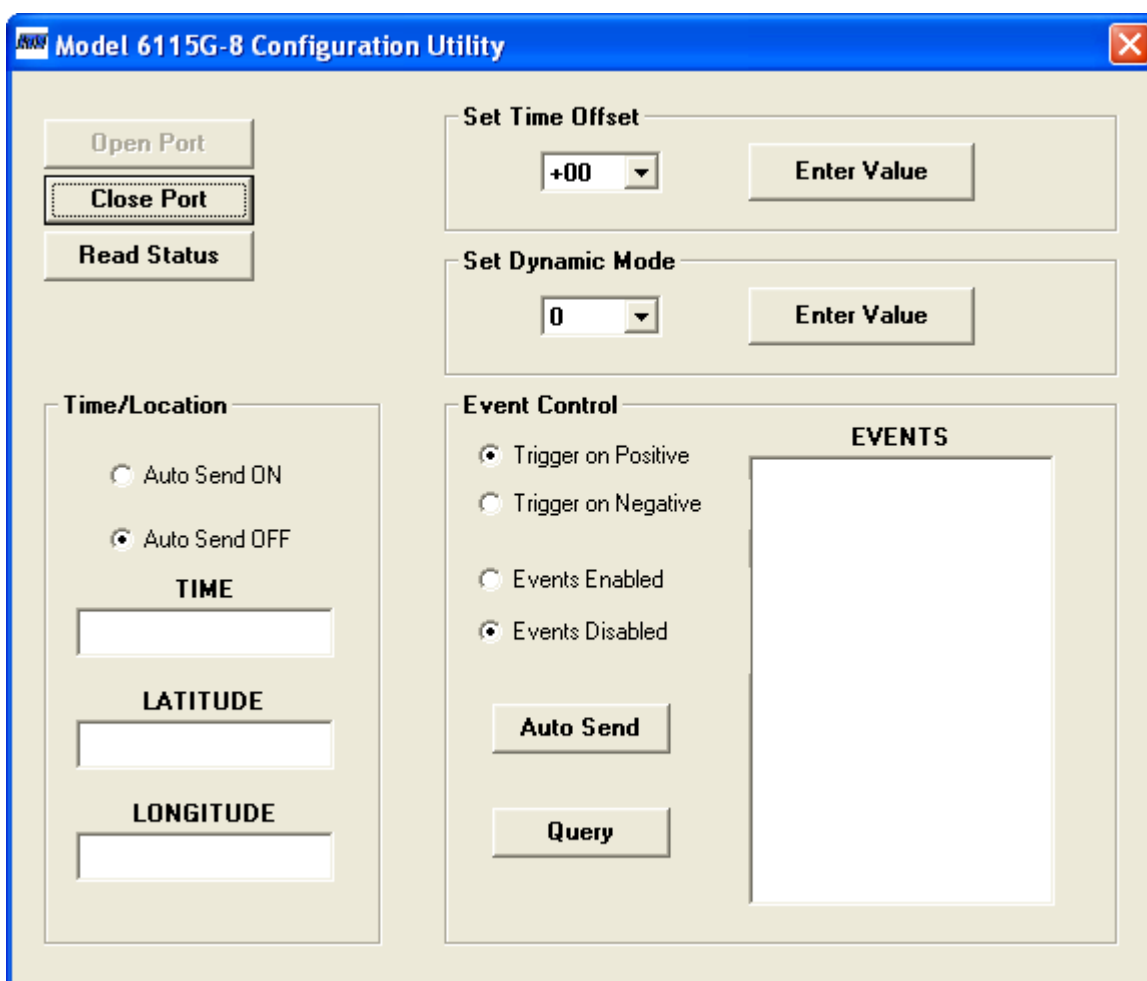 Model 6115G-8 Configuration Utility
Open Port
Close Port
Read Status
Set Time Offset
+00
Enter Value
Set Dynamic Mode
0
Enter Value
Time/Location
Auto Send ON
Auto Send OFF
TIME
LATITUDE
LONGITUDE
Event Control
Trigger on Positive
Trigger on Negative
Events Enabled
Events Disabled
Auto Send
Query
EVENTS